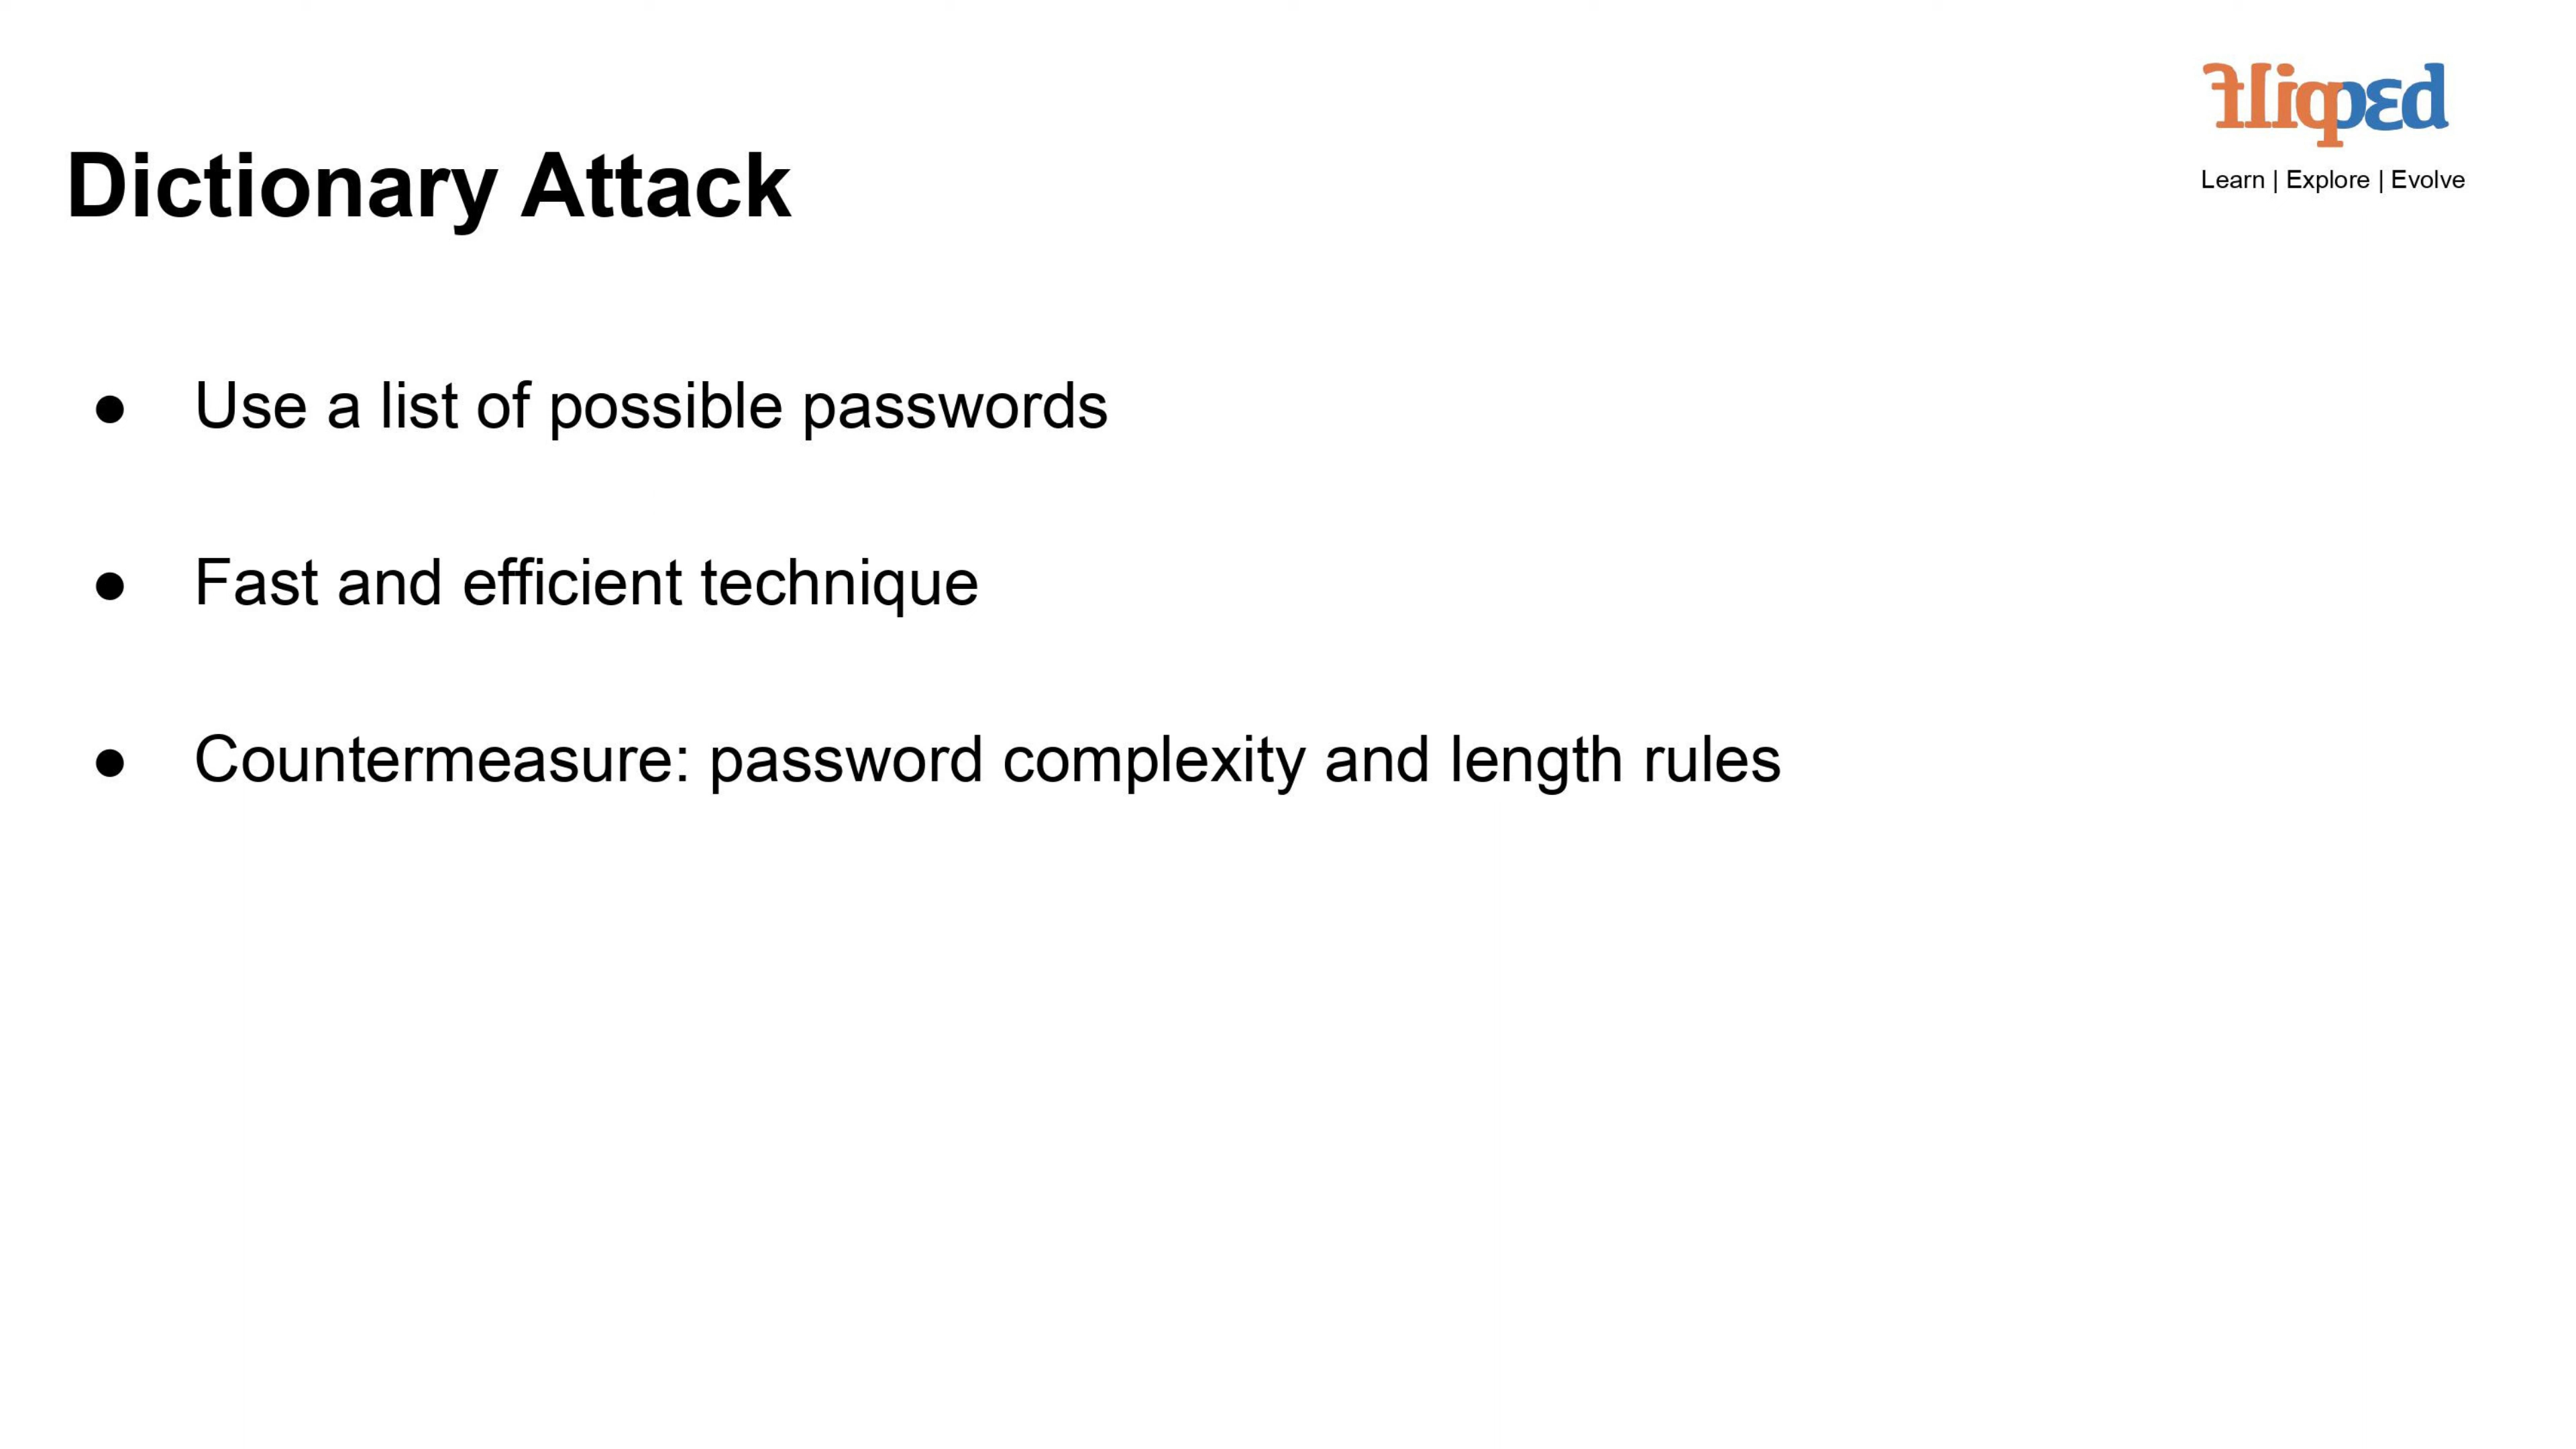 fliqped
Learn | Explore | Evolve
Dictionary Attack
● Use a list of possible passwords
● Fast and efficient technique
● Countermeasure: password complexity and length rules